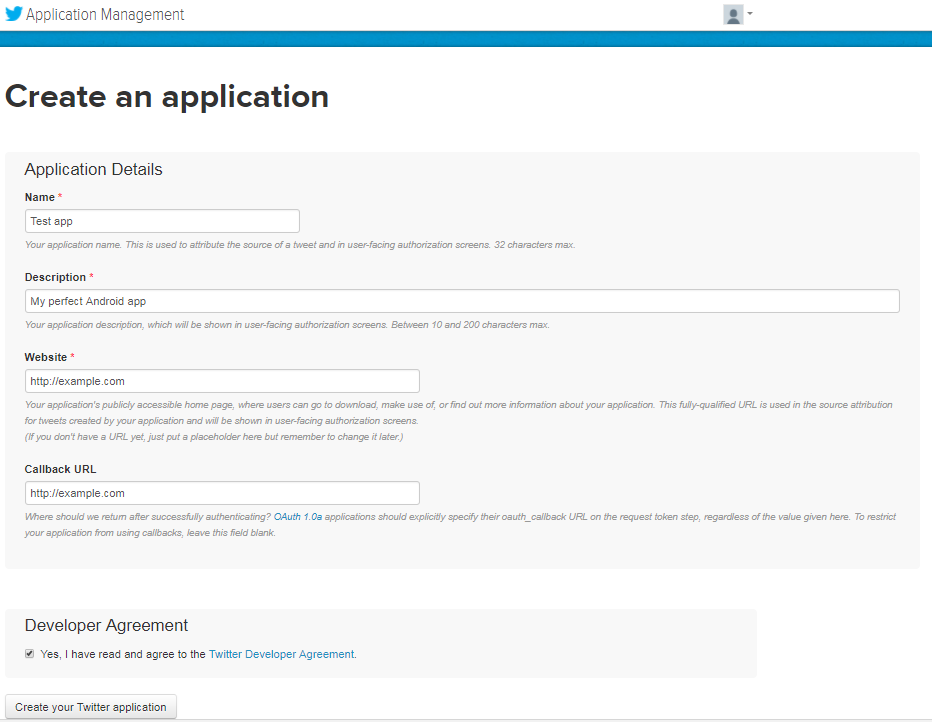 Application Management
Create an application
Application Details
Name *
Test app
Your application name. This is used to attribute the source of a tweet and in user-facing authorization screens. 32 characters max.
Description *
My perfect Android app
Your application description, which will be shown in user-facing authorization screens. Between 10 and 200 characters max.
Website *
http://example.com
Your application's publicly accessible home page, where users can go to download, make use of, or find out more information about your application. This fully-qualified URL is used in the source attribution
for tweets created by your application and will be shown in user-facing authorization screens.
(If you don't have a URL yet, just put a placeholder here but remember to change it later.)
Callback URL
http://example.com
Where should we return after successfully authenticating? OAuth 1.0a applications should explicitly specify their oauth_callback URL on the request token step, regardless of the value given here. To restrict
your application from using callbacks, leave this field blank.
Developer Agreement
Yes, I have read and agree to the Twitter Developer Agreement.
Create your Twitter application